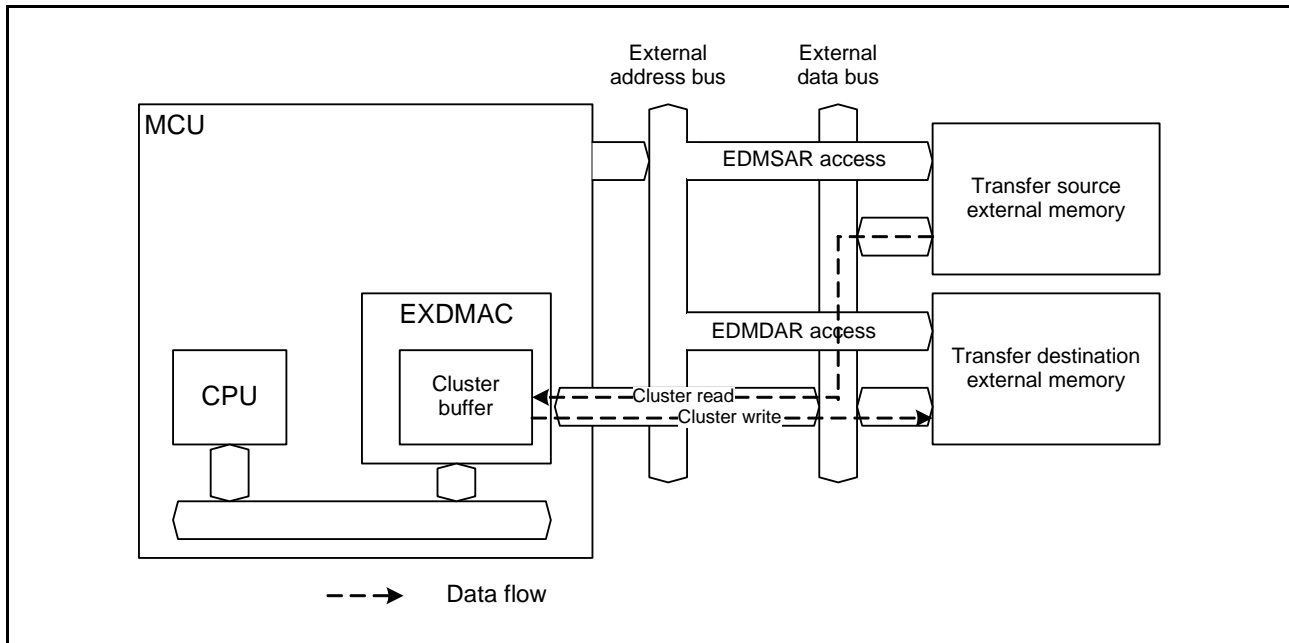 External
address bus
External
data bus
MCU
EDMSAR access
Transfer source
external memory
EXDMAC
EDMDAR access
Transfer destination
external memory
CPU
Cluster
buffer
Cluster read
Cluster write
Data flow